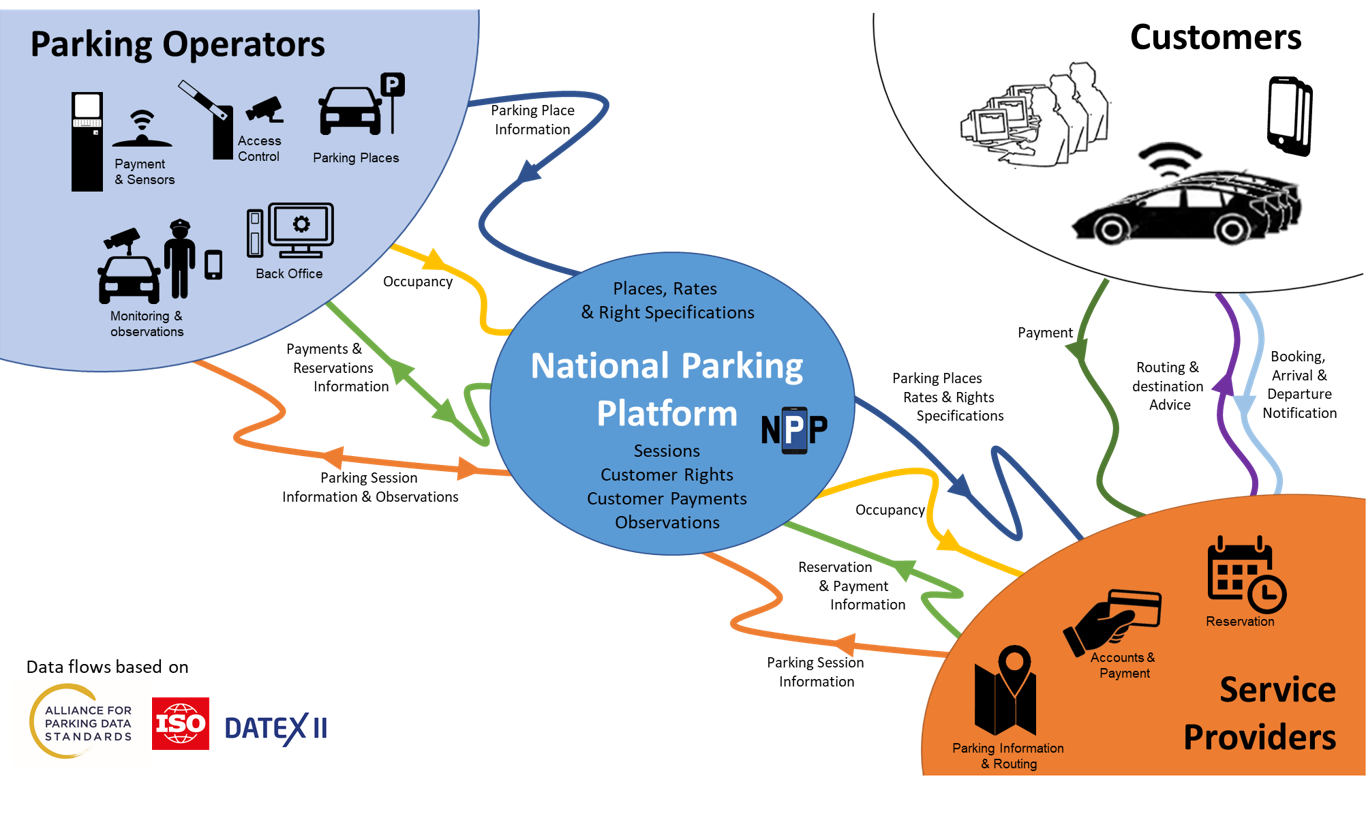 Parking Operators
Payment
& Sensors
Access
Control
P
Parking Places
Monitoring &
observations
Back Office
Parking Place
Information
Customers
Occupancy
Payments &
Reservations
Information
Parking Session
Information & Observations
Places, Rates
& Right Specifications
National Parking
Platform
NPP
Sessions
Customer Rights
Customer Payments
Observations
Parking Places
Rates & Rights
Specifications
Payment
Routing &
destination
Advice
Booking,
Arrival &
Departure
Notification
Occupancy
Reservation
& Payment
Information
Parking Session
Information
Reservation
Accounts &
Payment
Parking Information
& Routing
Service
Providers
Data flows based on
ALLIANCE FOR
PARKING DATA
STANDARDS
ISO
DATEX II